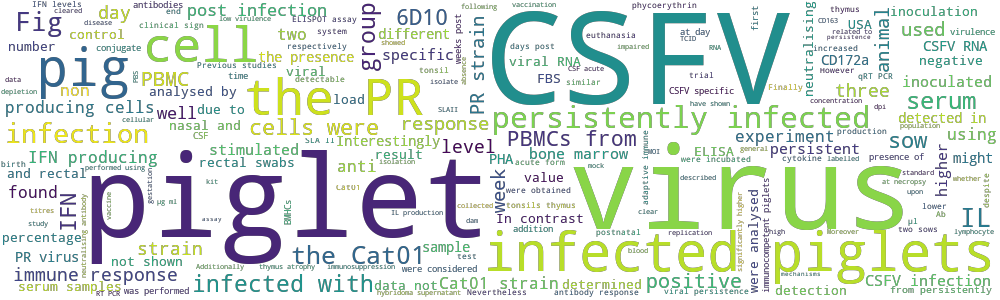 IFN levels
cleared
disease
Fig
day
antibodies
end
clinical sign
post infection
low virulence
ELISPOT assay
system
6D10
phycoerythrin
thymus
following
vaccination
euthanasia
impaired
at day
TCID
CSFV
USA
CD163
related to
persistence
increased
inoculation
virulence
used
number
control
cell
two
respectively
group
different
specific
showed
PR strain
days post
viral RNA
FBS
weeks post
CSF acute
similar
trial
CSFV specific
RNA
first
neutralising
animal
CD172a
However
CSFV RNA
negative
pig
conjugate
data
depletion
PBS
non
PBMC
Previous studies
time
the presence
viral
detectable
analysed by
load
tonsil
isolate
absence
Finally
have shown
qRT PCR
concentration
dpi
three
inoculated
serum
producing cells
cellular
well
due to
nasal and
the PR
response
cells were
SLAII
persistently infected
detected in
population
infection
CSF
SLA II
Interestingly
level
PBMCs from
experiment
production
sow
using
birth
IFN producing
and rectal
rectal swabs
stimulated
result
isolation
anti
PHA
bone marrow
acute form
mock
tonsils thymus
ELISA
MOI
were incubated
general
persistent
cytokine
labelled
presence of
might
found
performed using
gestation
kit
µg ml
Cat01
week
value
were obtained
adaptive immune
described
standard
at necropsy
upon
higher
whether
despite
titres
study
IFN
neutralising antibody
vaccine
assay
BMHCs
piglet
IL production
collected
dam
In contrast
addition
postnatal
replication
clear
virus
significantly higher
were analysed
immunocompetent piglets
lower
Ab
µl
two sows
IL
lymphocyte
percentage
strain
the Cat01
sample
test
infected piglets
high
Moreover
PR virus
not shown
immune response
Additionally
thymus atrophy
immunosuppression
were considered
blood
mechanisms
CSFV infection
serum samples
RT PCR
was performed
infected with
data not
Cat01 strain
determined
positive
hybridoma supernatant
Nevertheless
antibody response
viral persistence
detection
from persistently